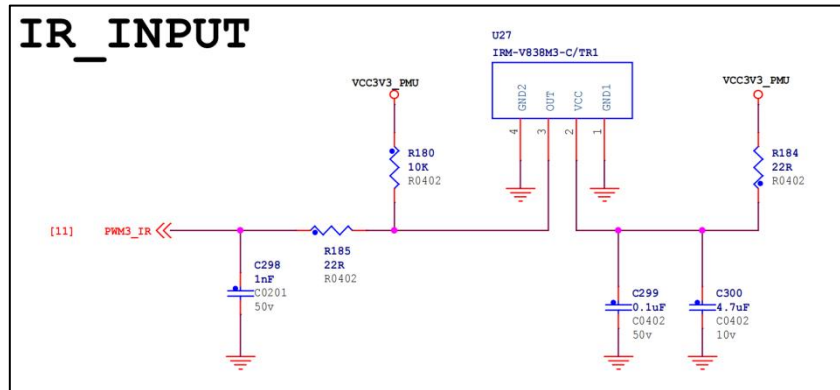 IR_INPUT
U27
IRM-V838M3-C/TR1
VCC3V3_PMU
VCC3V3_PMU
GND2
OUT
VCC
GND1
4
3
2
1
R180
10K
R0402
R184
22R
R0402
[11]
PWM3_IR
R185
22R
R0402
C298
1nF
C0201
50v
C299
0.1uF
C0402
50v
C300
4.7uF
C0402
10v